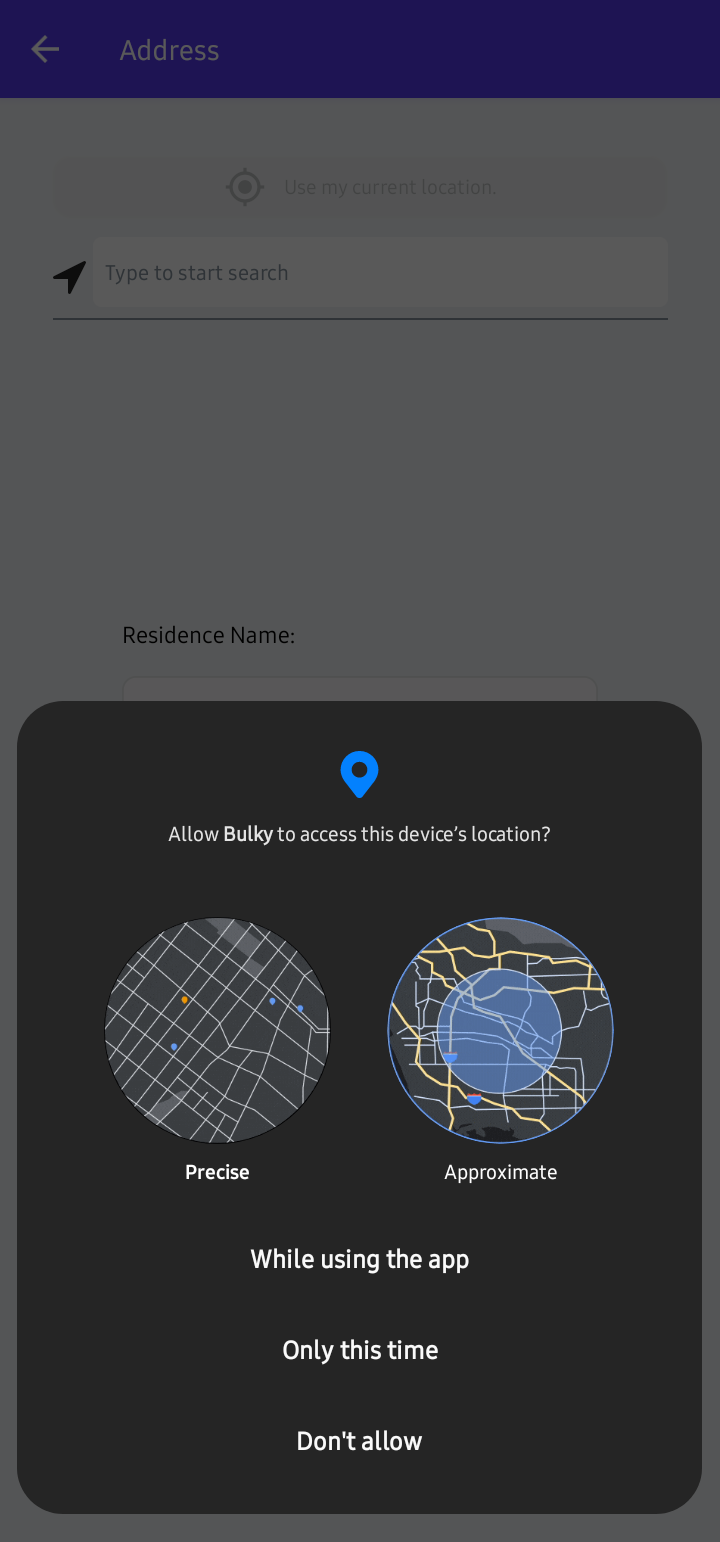 Address
Use my current location.
Type to start search
Residence Name:
Allow Bulky to access this device’s location?
Precise
Approximate
While using the app
Only this time
Don't allow